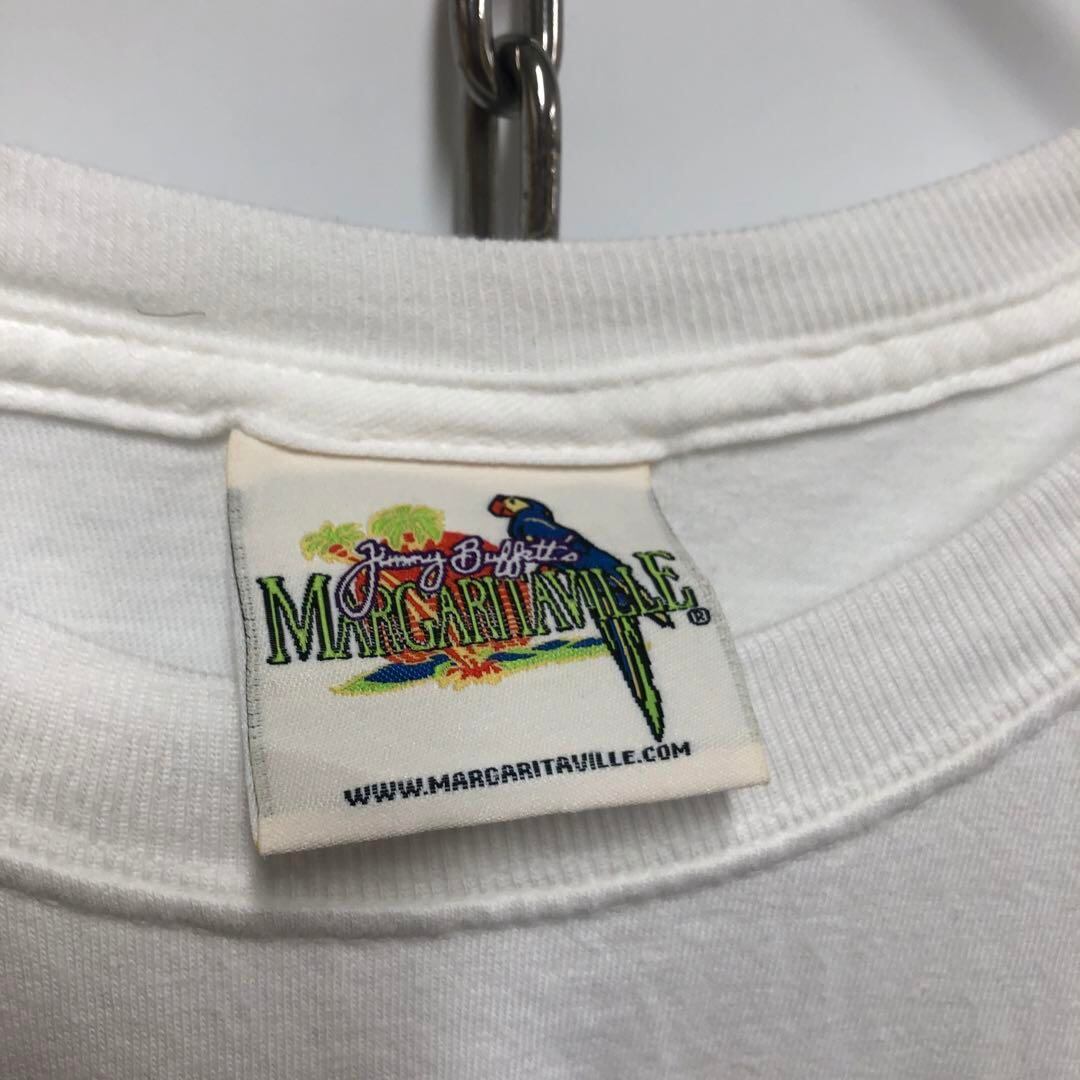 Jimmy Buffett's
MARGARITAVILLE®
WWW.MARGARITAVILLE.COM